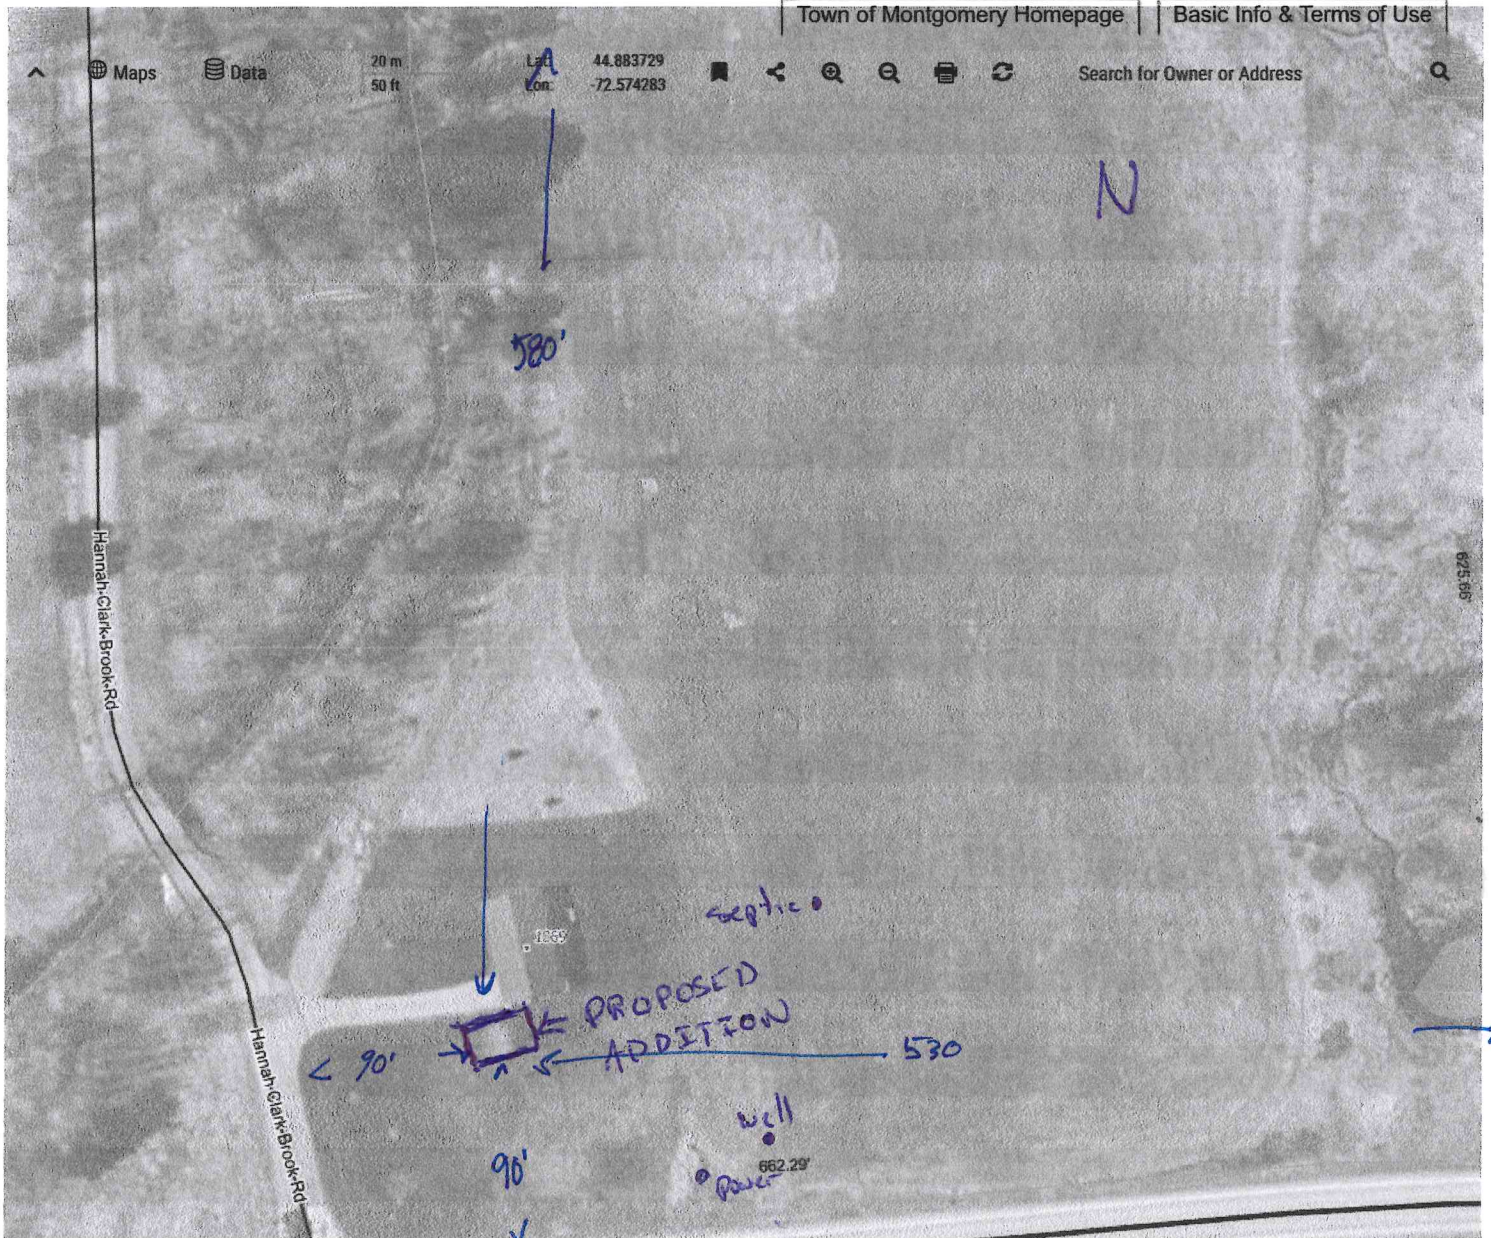 Town of Montgomery Homepage
Basic Info & Terms of Use
Maps
Data
20 m
50 ft
Lat:
Lon:
44.883729
-72.574283
Search for Owner or Address
N
580'
Hannah-Clark-Brook-Rd
625.66'
septic
1865
PROPOSED
ADDITION
< 90'
530
Hannah-Clark-Brook-Rd
well
662.29'
90'
Power